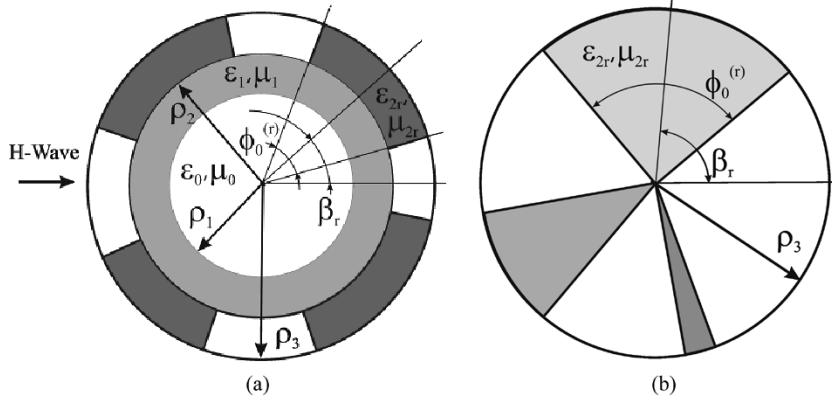 ε₁,μ₁
ε₂ᵣ,
μ₂ᵣ
ρ₂
ϕ₀⁽ʳ⁾
H-Wave
ε₀,μ₀
βᵣ
ρ₁
ρ₃
(a)
ε₂ᵣ,μ₂ᵣ
ϕ₀⁽ʳ⁾
βᵣ
ρ₃
(b)